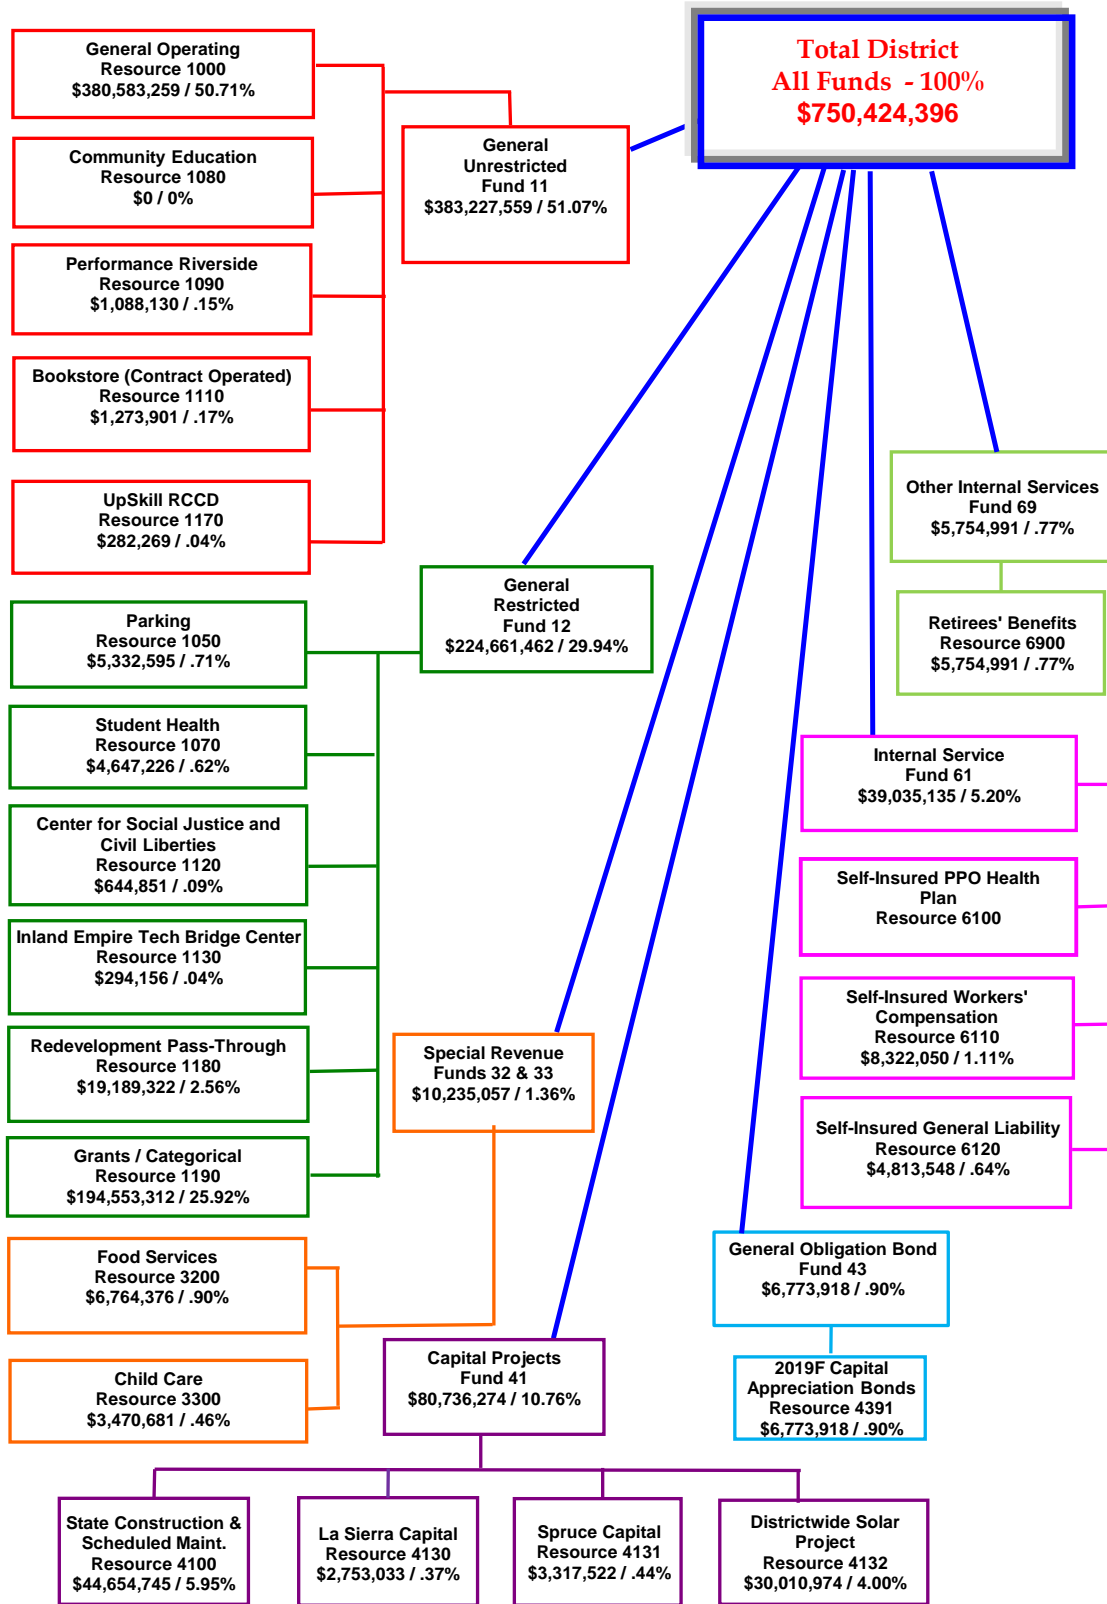 Total District
All Funds - 100%
$750,424,396
General Operating
Resource 1000
$380,583,259 / 50.71%
Community Education
Resource 1080
$0 / 0%
Performance Riverside
Resource 1090
$1,088,130 / .15%
Bookstore (Contract Operated)
Resource 1110
$1,273,901 / .17%
UpSkill RCCD
Resource 1170
$282,269 / .04%
General
Unrestricted
Fund 11
$383,227,559 / 51.07%
Other Internal Services
Fund 69
$5,754,991 / .77%
Retirees' Benefits
Resource 6900
$5,754,991 / .77%
General
Restricted
Fund 12
$224,661,462 / 29.94%
Parking
Resource 1050
$5,332,595 / .71%
Student Health
Resource 1070
$4,647,226 / .62%
Center for Social Justice and
Civil Liberties
Resource 1120
$644,851 / .09%
Inland Empire Tech Bridge Center
Resource 1130
$294,156 / .04%
Redevelopment Pass-Through
Resource 1180
$19,189,322 / 2.56%
Grants / Categorical
Resource 1190
$194,553,312 / 25.92%
Internal Service
Fund 61
$39,035,135 / 5.20%
Self-Insured PPO Health
Plan
Resource 6100
Self-Insured Workers'
Compensation
Resource 6110
$8,322,050 / 1.11%
Self-Insured General Liability
Resource 6120
$4,813,548 / .64%
Special Revenue
Funds 32 & 33
$10,235,057 / 1.36%
Food Services
Resource 3200
$6,764,376 / .90%
Child Care
Resource 3300
$3,470,681 / .46%
General Obligation Bond
Fund 43
$6,773,918 / .90%
2019F Capital
Appreciation Bonds
Resource 4391
$6,773,918 / .90%
Capital Projects
Fund 41
$80,736,274 / 10.76%
State Construction &
Scheduled Maint.
Resource 4100
$44,654,745 / 5.95%
La Sierra Capital
Resource 4130
$2,753,033 / .37%
Spruce Capital
Resource 4131
$3,317,522 / .44%
Districtwide Solar
Project
Resource 4132
$30,010,974 / 4.00%